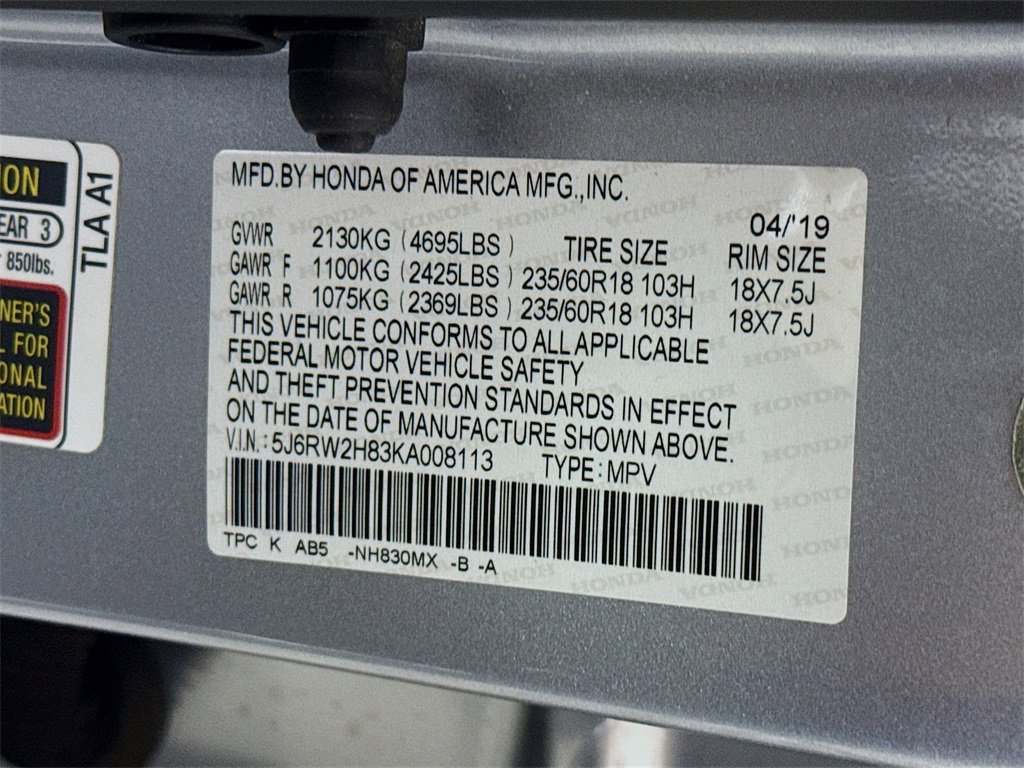 ION
EAR 3
850lbs.
NER'S
L FOR
ONAL
ATION
TLA A1
MFD.BY HONDA OF AMERICA MFG.,INC.
04/'19
GVWR 2130KG (4695LBS) TIRE SIZE RIM SIZE
GAWR F 1100KG (2425LBS) 235/60R18 103H 18X7.5J
GAWR R 1075KG (2369LBS) 235/60R18 103H 18X7.5J
THIS VEHICLE CONFORMS TO ALL APPLICABLE
FEDERAL MOTOR VEHICLE SAFETY
AND THEFT PREVENTION STANDARDS IN EFFECT
ON THE DATE OF MANUFACTURE SHOWN ABOVE.
V.I.N.: 5J6RW2H83KA008113 TYPE: MPV
TPC K AB5 -NH830MX -B -A